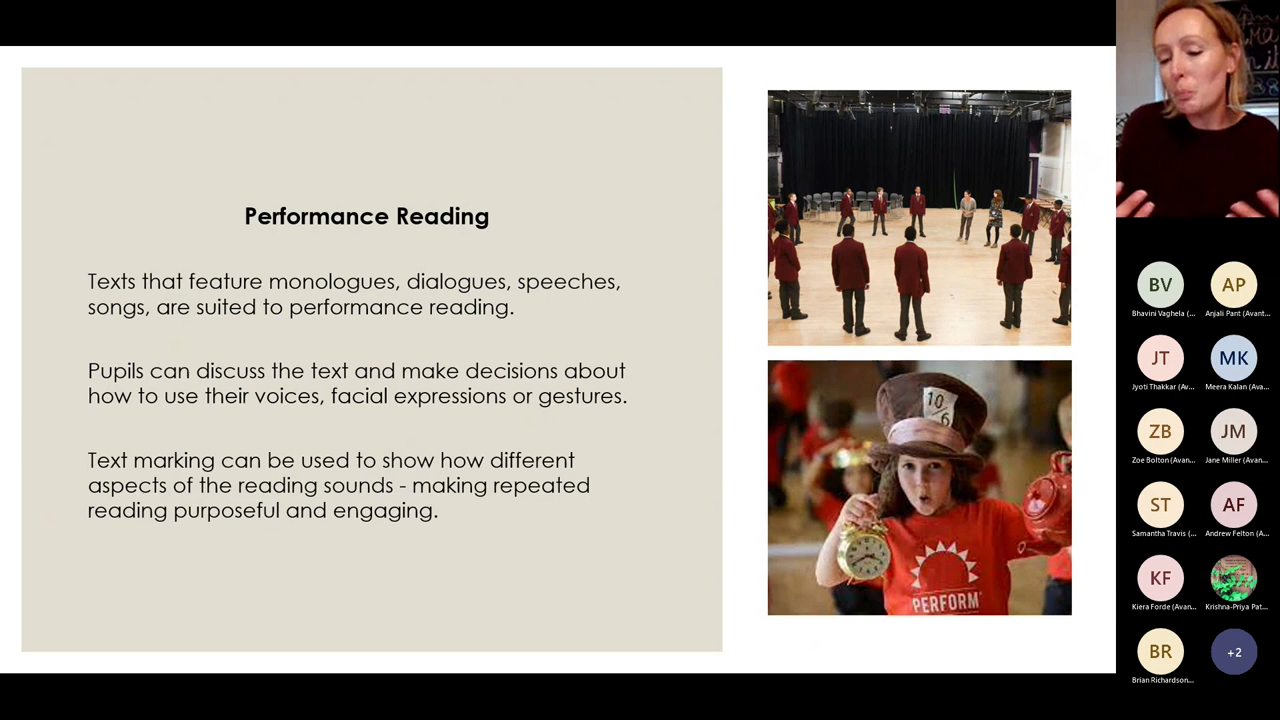 Performance Reading
Texts that feature monologues, dialogues, speeches,
songs, are suited to performance reading.
Pupils can discuss the text and make decisions about
how to use their voices, facial expressions or gestures.
Text marking can be used to show how different
aspects of the reading sounds - making repeated
reading purposeful and engaging.
10/6
PERFORM
BV
AP
Bhavini Vaghela (...
Anjali Pant (Avant...
JT
MK
Jyoti Thakkar (Av...
Meera Kalan (Ava...
ZB
JM
Zoe Bolton (Avan...
Jane Miller (Avan...
ST
AF
Samantha Travis (...
Andrew Felton (A...
KF
Kiera Forde (Avan...
Krishna-Priya Pat...
BR
+2
Brian Richardson...